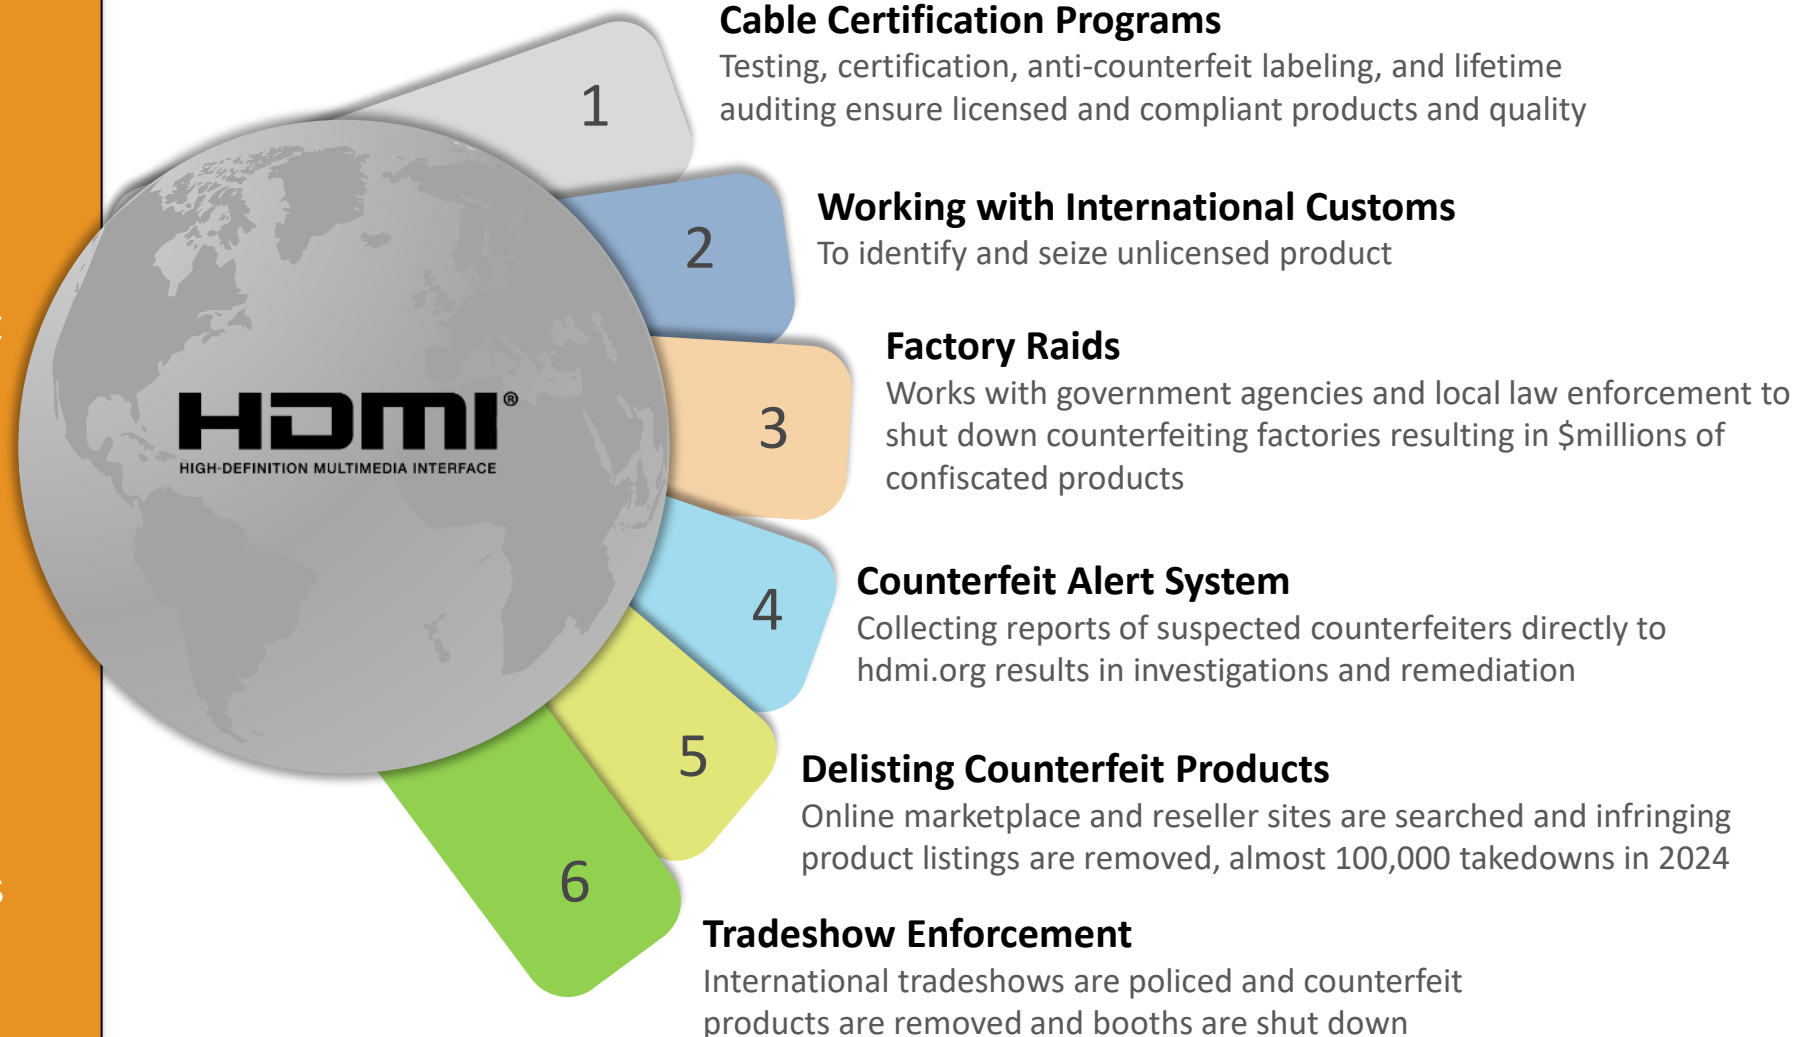 1
Cable Certification Programs
Testing, certification, anti-counterfeit labeling, and lifetime
auditing ensure licensed and compliant products and quality
2
Working with International Customs
To identify and seize unlicensed product
3
Factory Raids
Works with government agencies and local law enforcement to
shut down counterfeiting factories resulting in $millions of
confiscated products
HDMI®
HIGH-DEFINITION MULTIMEDIA INTERFACE
4
Counterfeit Alert System
Collecting reports of suspected counterfeiters directly to
hdmi.org results in investigations and remediation
5
Delisting Counterfeit Products
Online marketplace and reseller sites are searched and infringing
product listings are removed, almost 100,000 takedowns in 2024
6
Tradeshow Enforcement
International tradeshows are policed and counterfeit
products are removed and booths are shut down